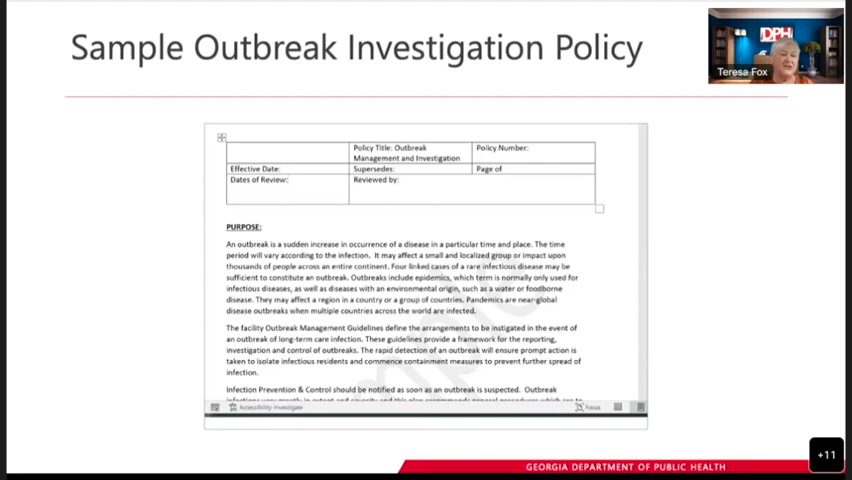 Sample Outbreak Investigation Policy
DPH
Teresa Fox
Policy Title: Outbreak
Management and Investigation
Policy Number:
Effective Date:
Supersedes:
Page of
Dates of Review:
Reviewed by:
PURPOSE:
An outbreak is a sudden increase in occurrence of a disease in a particular time and place. The time
period will vary according to the infection. It may affect a small and localized group or impact upon
thousands of people across an entire continent. Four linked cases of a rare infectious disease may be
sufficient to constitute an outbreak. Outbreaks include epidemics, which term is normally only used for
infectious diseases, as well as diseases with an environmental origin, such as a water or foodborne
disease. They may affect a region in a country or a group of countries. Pandemics are near-global
disease outbreaks when multiple countries across the world are infected.
The facility Outbreak Management Guidelines define the arrangements to be instigated in the event of
an outbreak of long-term care infection. These guidelines provide a framework for the reporting,
investigation and control of outbreaks. The rapid detection of an outbreak will ensure prompt action is
taken to isolate infectious residents and commence containment measures to prevent further spread of
infection.
Infection Prevention & Control should be notified as soon as an outbreak is suspected. Outbreak
Accessibility: Investigate
Focus
+11
GEORGIA DEPARTMENT OF PUBLIC HEALTH